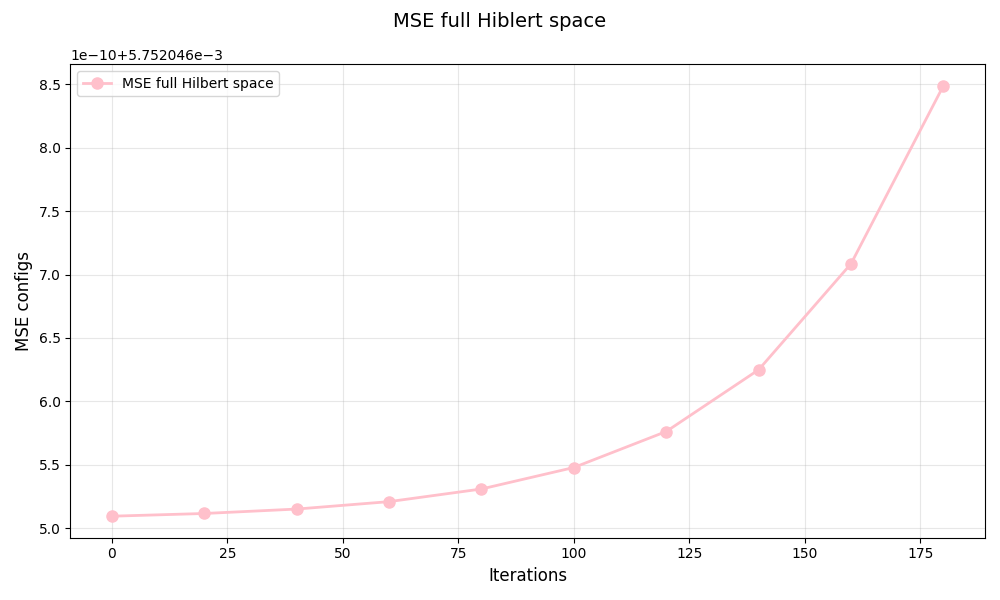 MSE full Hiblert space
1e−10+5.752046e−3
MSE full Hilbert space
8.5
8.0
7.5
7.0
6.5
6.0
5.5
5.0
MSE configs
0 25 50 75 100 125 150 175
Iterations